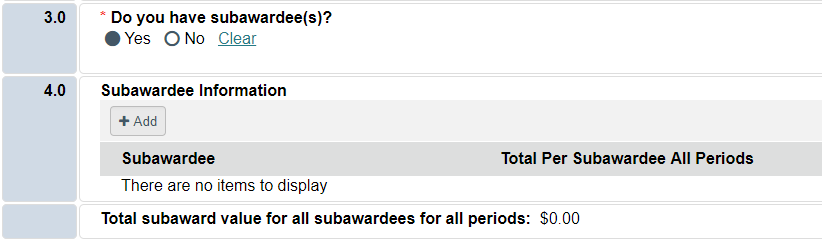 3.0 * Do you have subawardee(s)?
Yes No Clear
4.0 Subawardee Information
+ Add
Subawardee Total Per Subawardee All Periods
There are no items to display
Total subaward value for all subawardees for all periods: $0.00